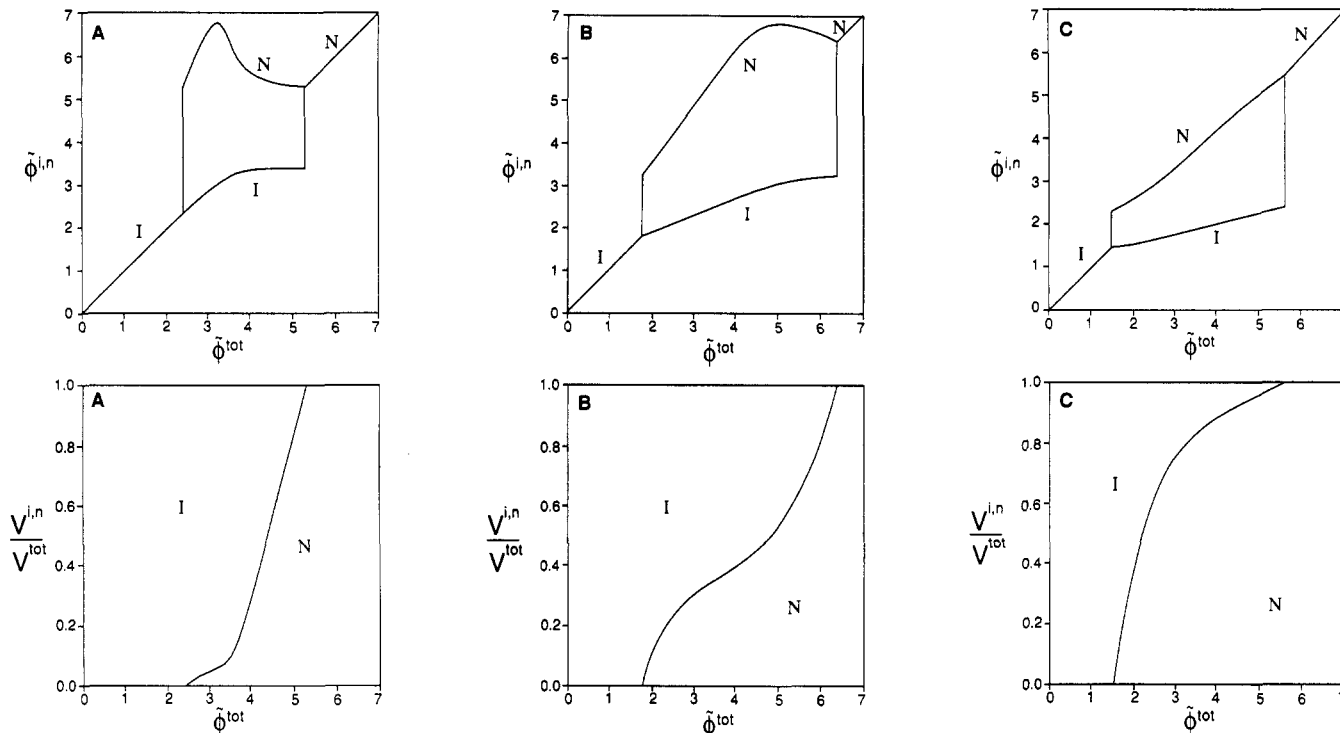 A
7
6
5
4
3
2
1
0
ϕ̃^{i,n}
N
N
I
I
0 1 2 3 4 5 6 7
ϕ̃^{tot}
B
7
6
5
4
3
2
1
0
ϕ̃^{i,n}
N
N
I
I
0 1 2 3 4 5 6 7
ϕ̃^{tot}
C
7
6
5
4
3
2
1
0
ϕ̃^{i,n}
N
N
I
I
0 1 2 3 4 5 6 7
ϕ̃^{tot}
A
1.0
0.8
0.6
0.4
0.2
0.0
V^{i,n}
V^{tot}
I
N
0 1 2 3 4 5 6 7
ϕ̃^{tot}
B
1.0
0.8
0.6
0.4
0.2
0.0
V^{i,n}
V^{tot}
I
N
0 1 2 3 4 5 6 7
ϕ̃^{tot}
C
1.0
0.8
0.6
0.4
0.2
0.0
V^{i,n}
V^{tot}
I
N
0 1 2 3 4 5 6
ϕ̃^{tot}